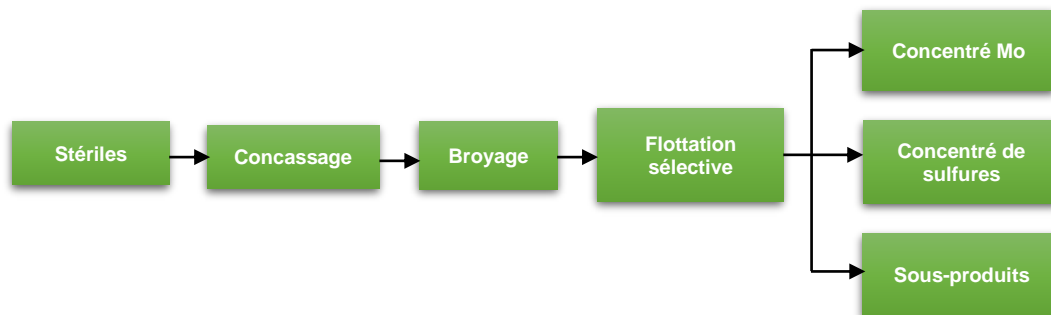 Stériles
Concassage
Broyage
Flottation
sélective
Concentré Mo
Concentré de
sulfures
Sous-produits